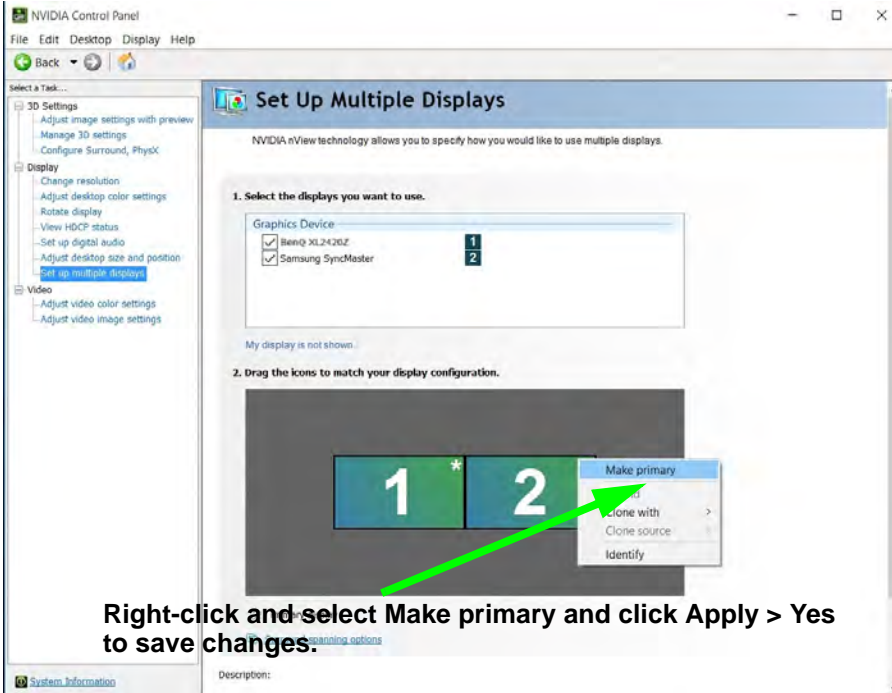 NVIDIA Control Panel
File Edit Desktop Display Help
Back
Select a Task...
3D Settings
Adjust image settings with preview
Manage 3D settings
Configure Surround, PhysX
Display
Change resolution
Adjust desktop color settings
Rotate display
View HDCP status
Set up digital audio
Adjust desktop size and position
Set up multiple displays
Video
Adjust video color settings
Adjust video image settings
System Information
Set Up Multiple Displays
NVIDIA nView technology allows you to specify how you would like to use multiple displays.
1. Select the displays you want to use.
Graphics Device
BenQ XL2420Z 1
Samsung SyncMaster 2
My display is not shown.
2. Drag the icons to match your display configuration.
1 * 2
Make primary
Clone with >
Clone source
Identify
Right-click and select Make primary and click Apply > Yes
to save changes.
spanning options
Description: